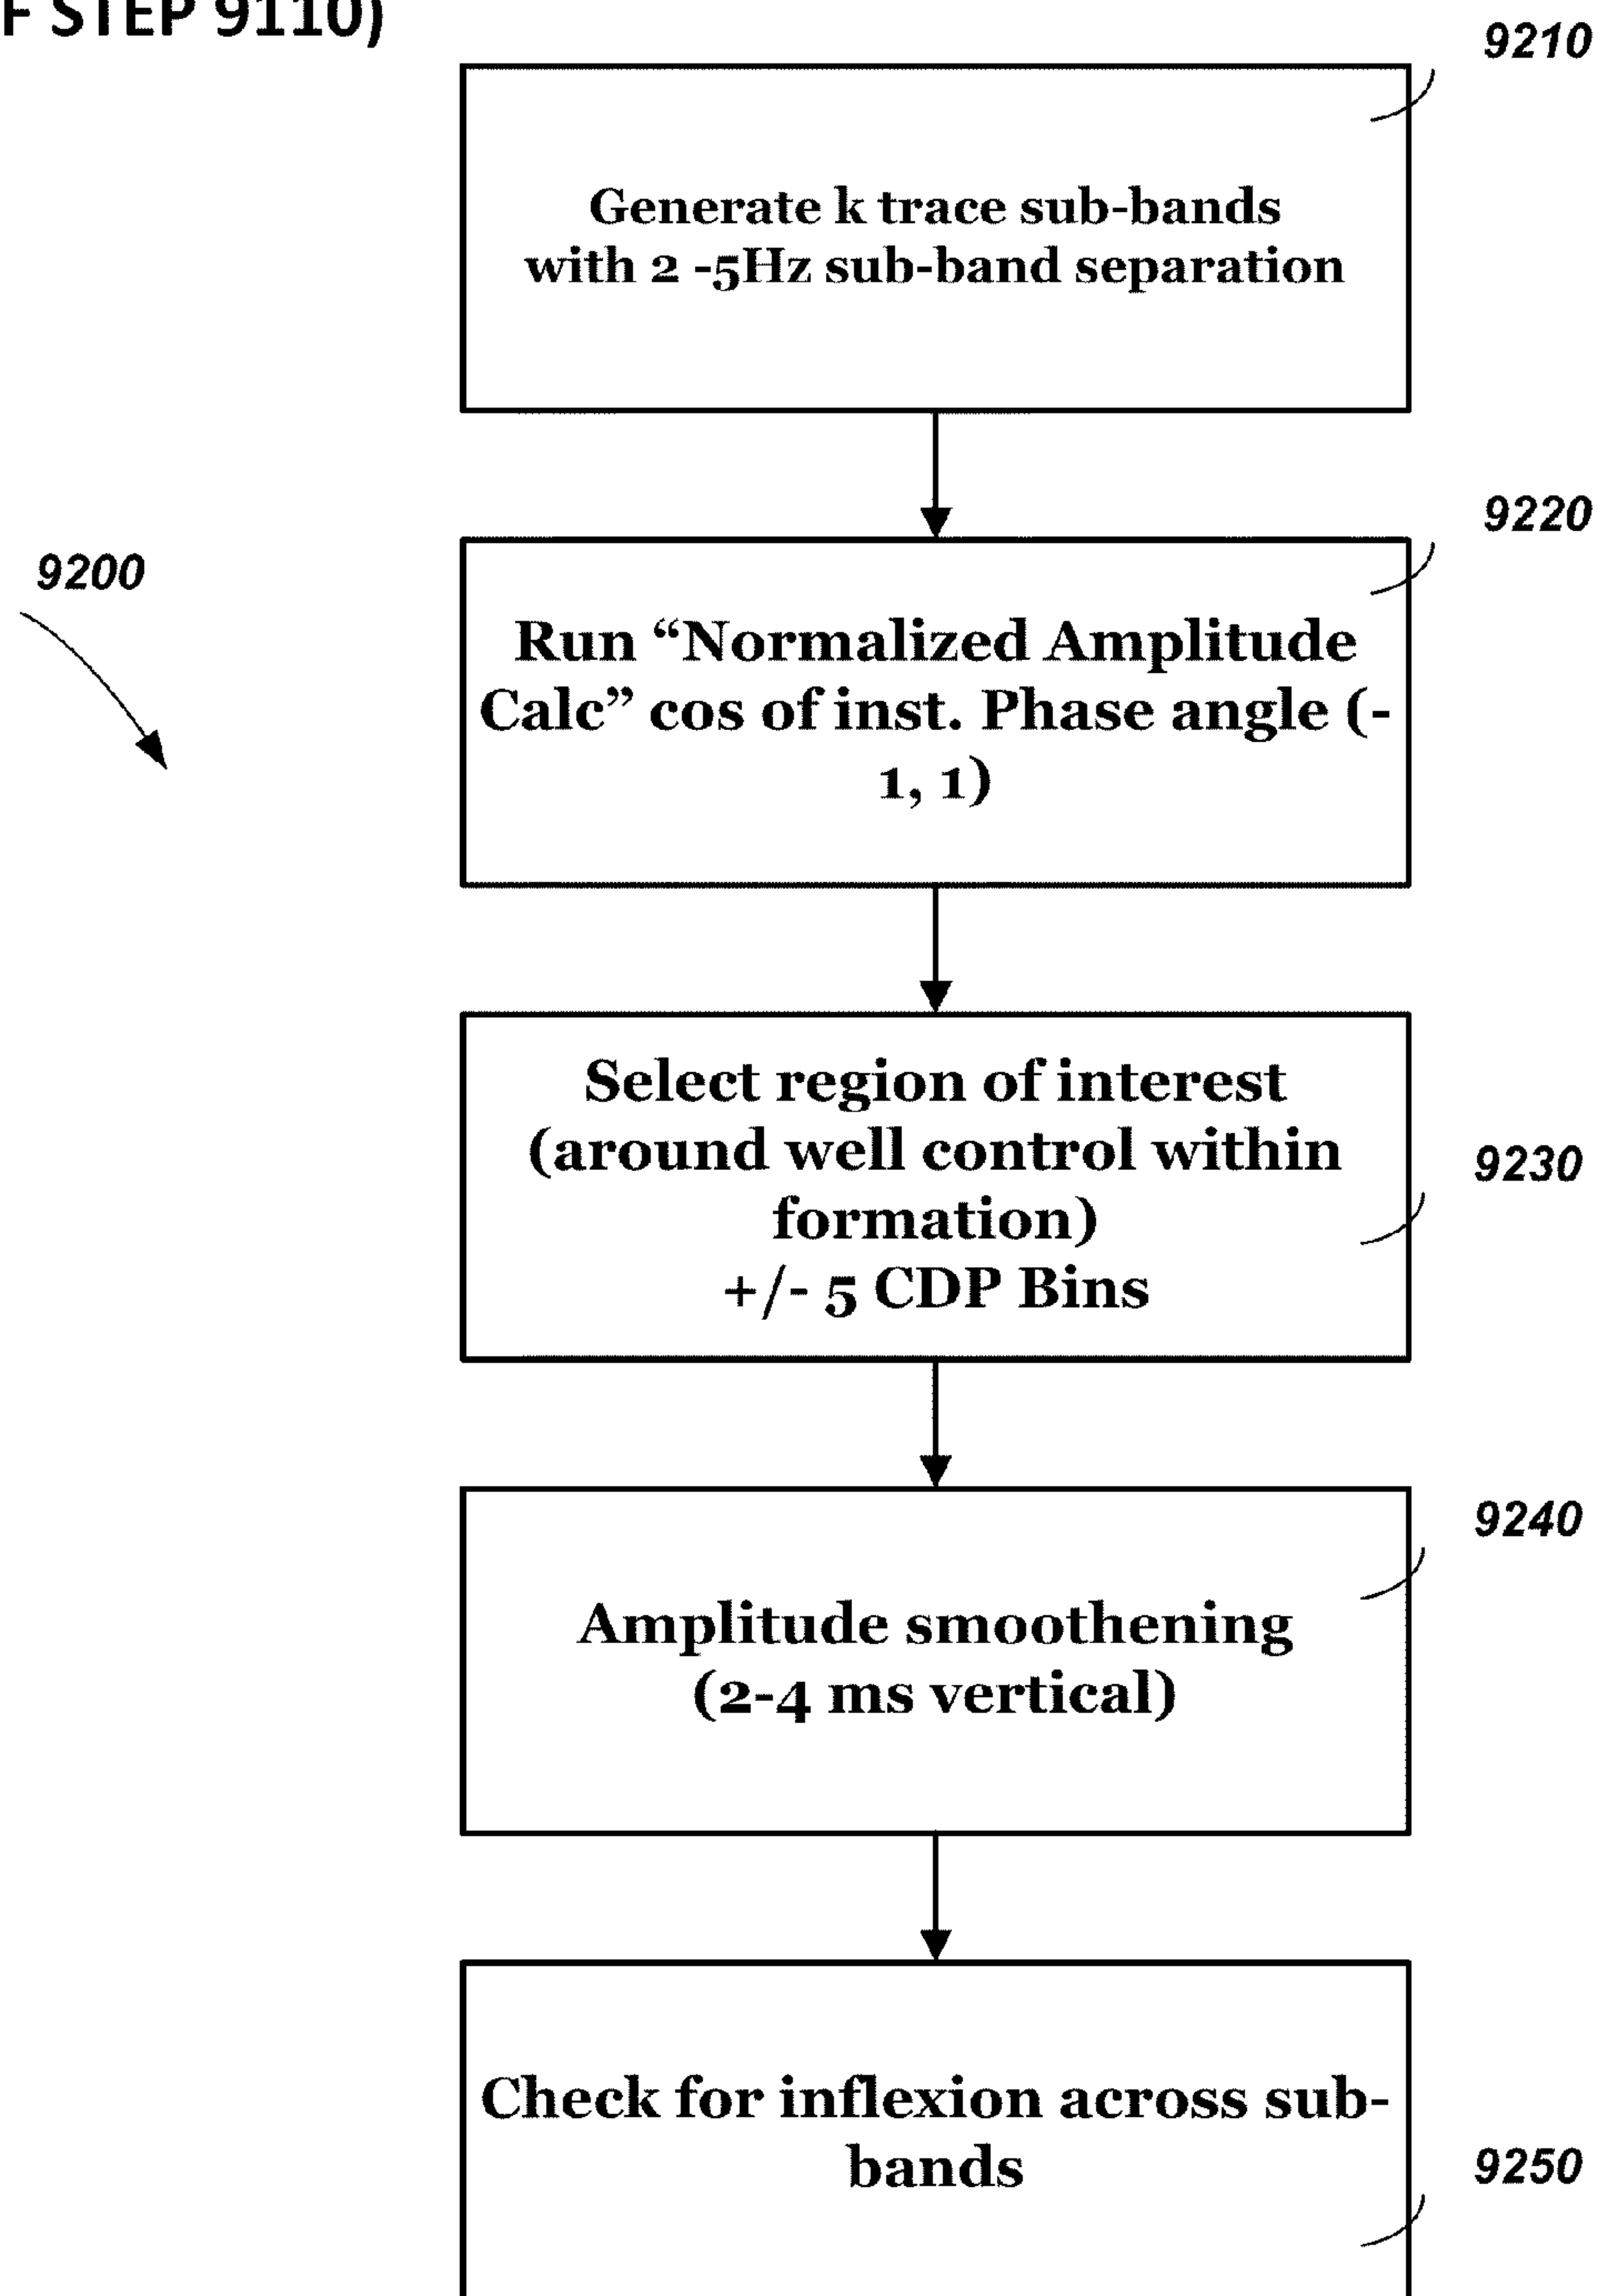 F STEP 9110)
9210
Generate k trace sub-bands
with 2 -5Hz sub-band separation
9220
9200
Run “Normalized Amplitude
Calc” cos of inst. Phase angle (-
1, 1)
Select region of interest
(around well control within
formation)
+/- 5 CDP Bins
9230
9240
Amplitude smoothening
(2-4 ms vertical)
Check for inflexion across sub-
bands
9250